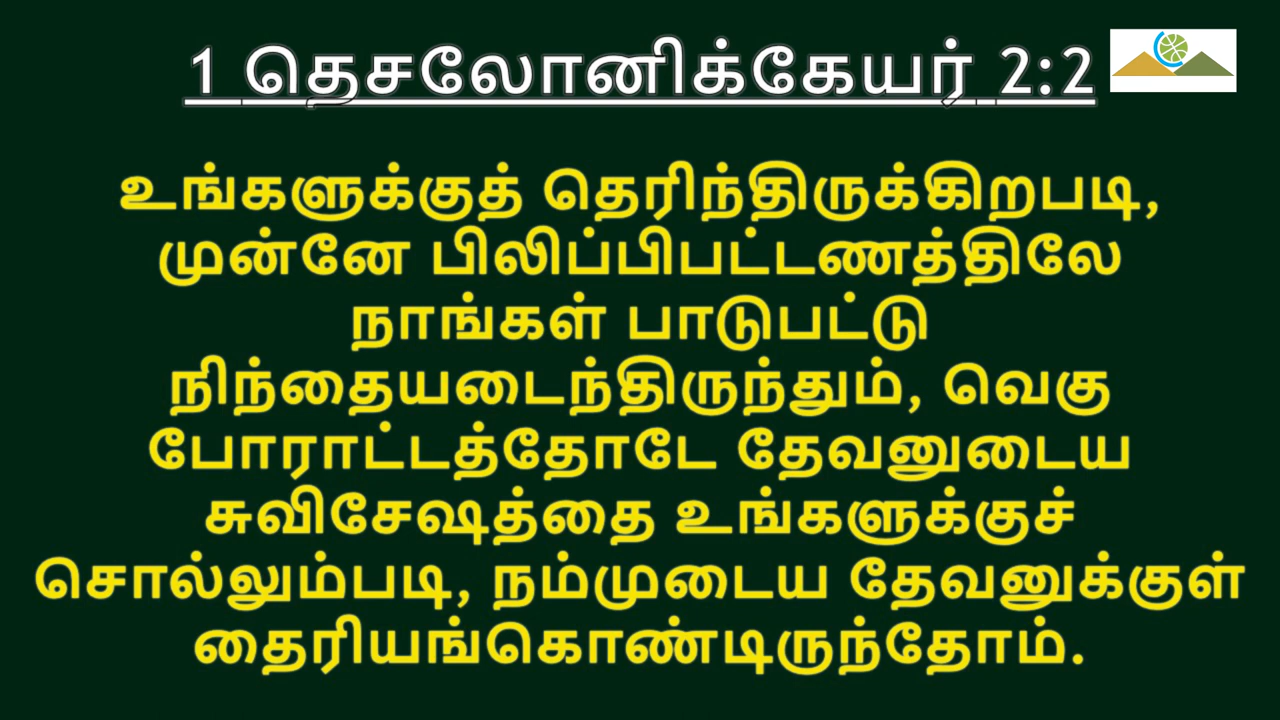 1 தெசலோனிக்கேயர் 2:2
உங்களுக்குத் தெரிந்திருக்கிறபடி,
முன்னே பிலிப்பிபட்டணத்திலே
நாங்கள் பாடுபட்டு
நிந்தையடைந்திருந்தும், வெகு
போராட்டத்தோடே தேவனுடைய
சுவிசேஷத்தை உங்களுக்குச்
சொல்லும்படி, நம்முடைய தேவனுக்குள்
தைரியங்கொண்டிருந்தோம்.